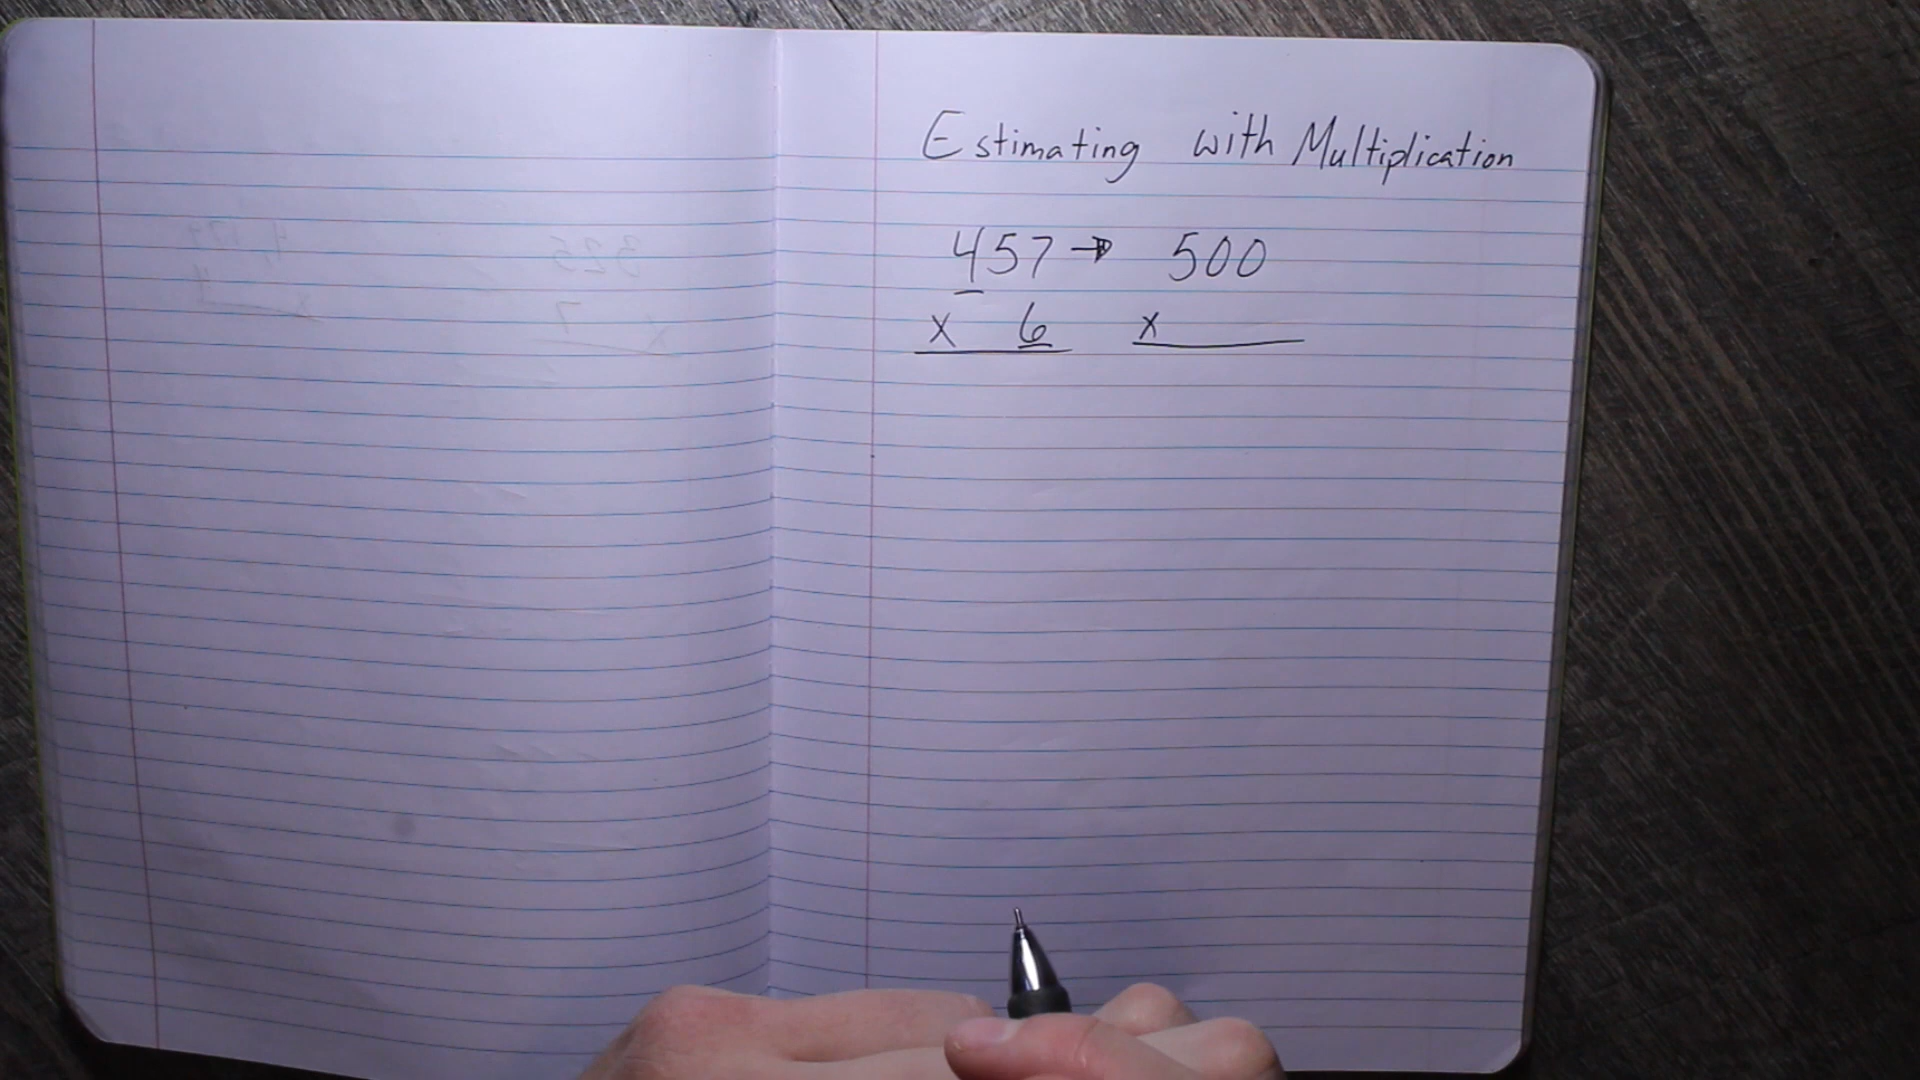 Estimating with Multiplication
457 → 500
x 6 x